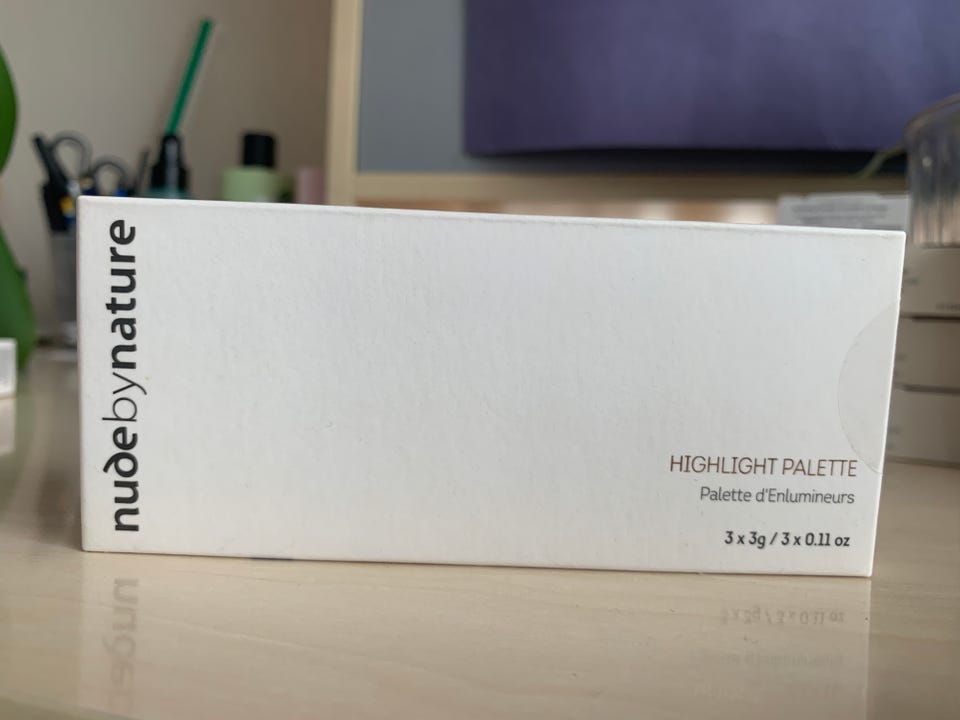 nudebynature
HIGHLIGHT PALETTE
Palette d'Enlumineurs
3 x 3g / 3 x 0.11 oz